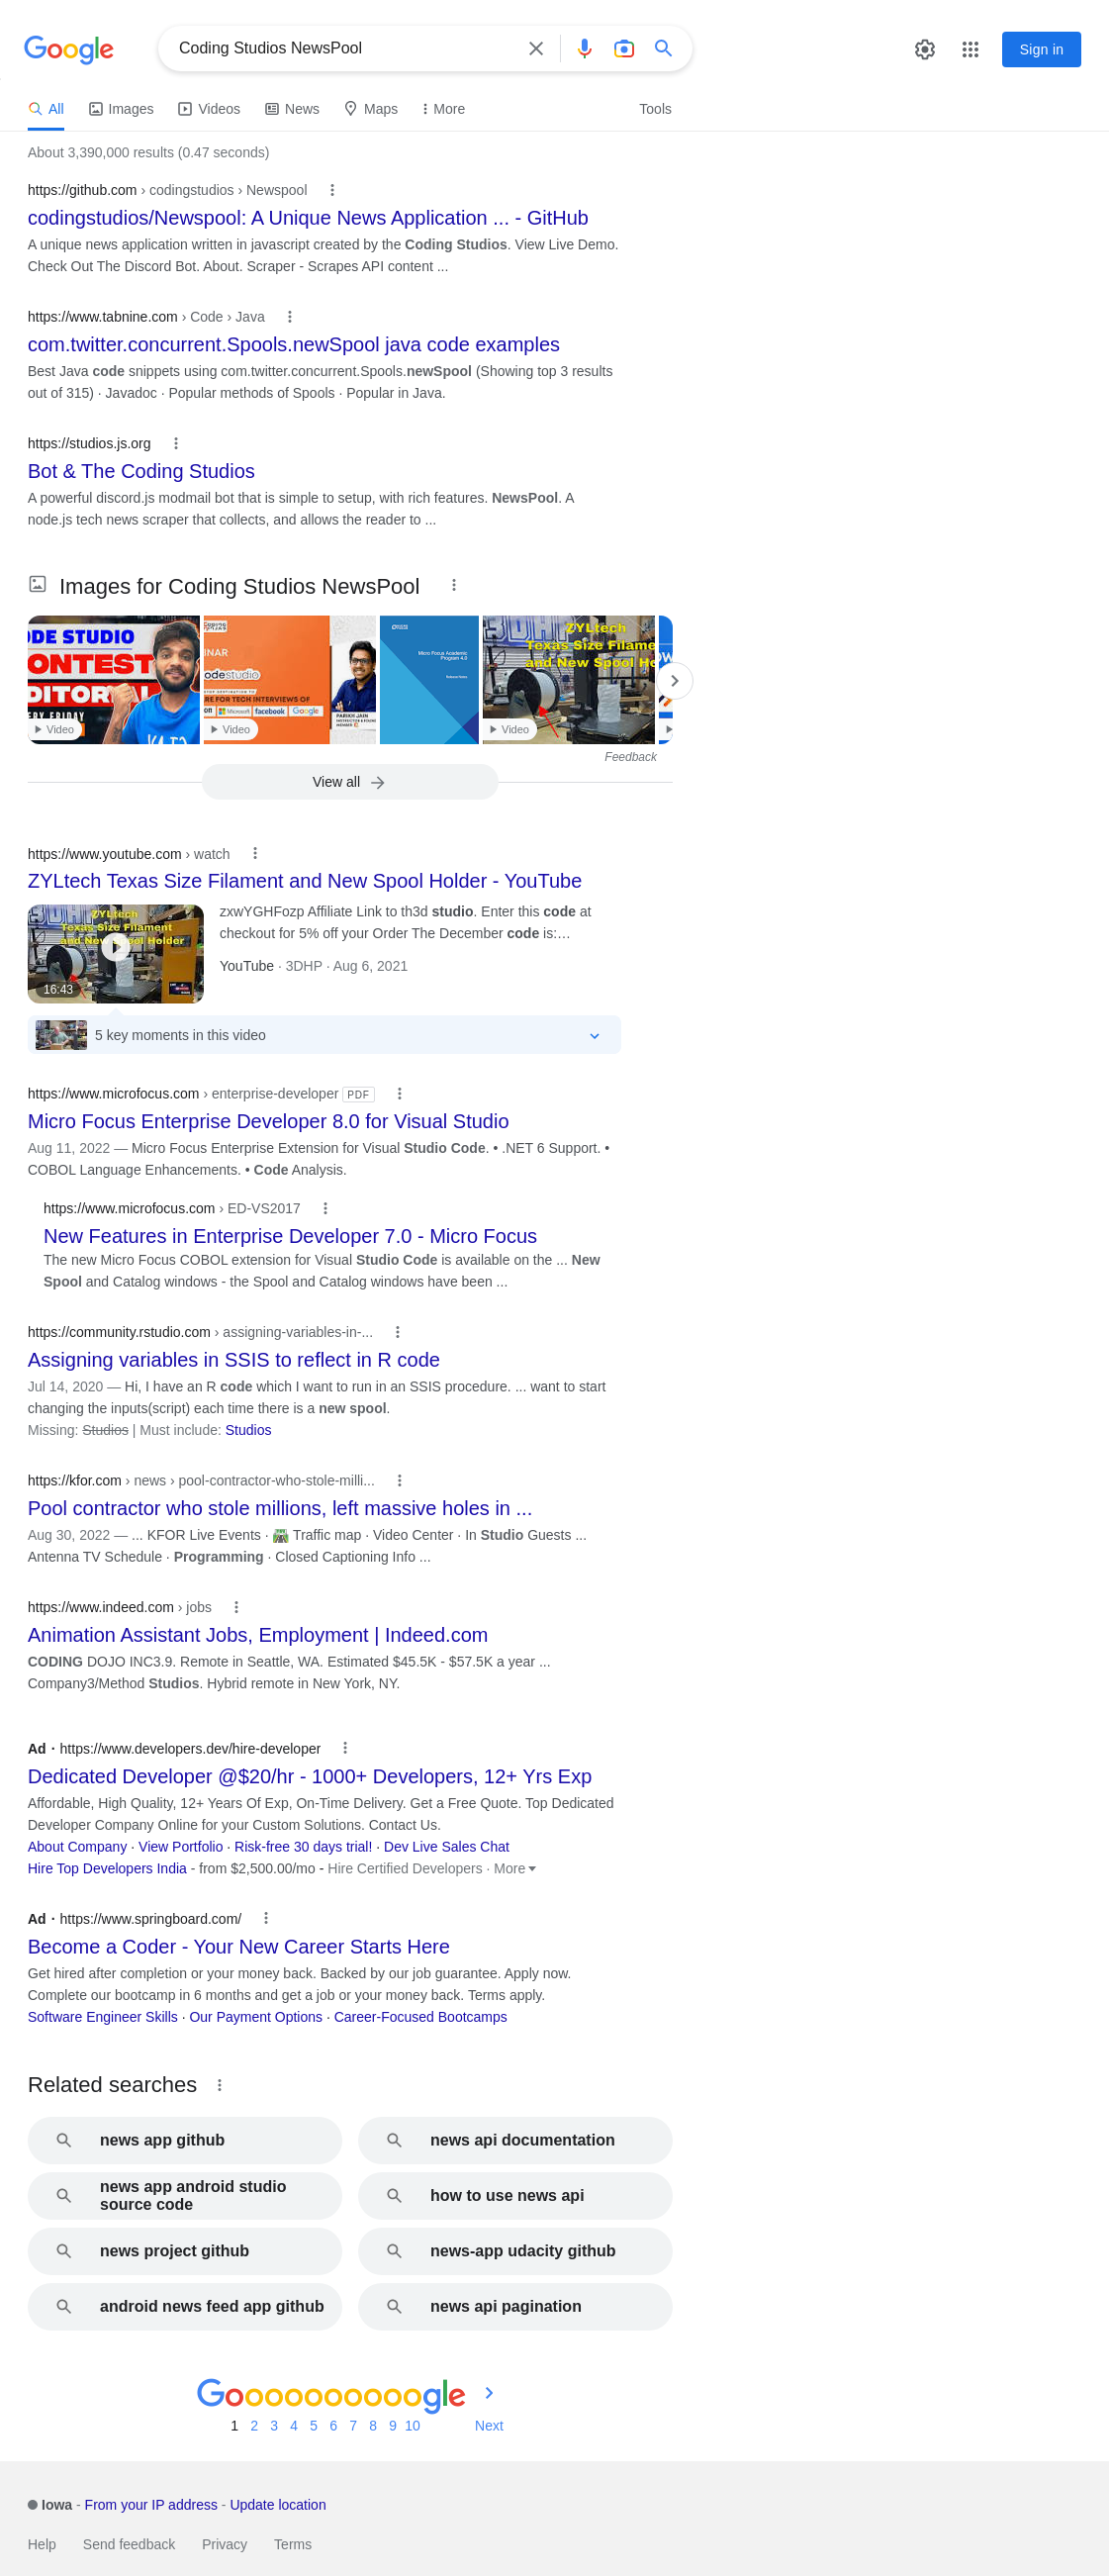 Google
Coding Studios NewsPool
Sign in
All
Images
Videos
News
Maps
More
Tools
About 3,390,000 results (0.47 seconds)
https://github.com › codingstudios › Newspool
codingstudios/Newspool: A Unique News Application ... - GitHub
A unique news application written in javascript created by the Coding Studios. View Live Demo.
Check Out The Discord Bot. About. Scraper - Scrapes API content ...
https://www.tabnine.com › Code › Java
com.twitter.concurrent.Spools.newSpool java code examples
Best Java code snippets using com.twitter.concurrent.Spools.newSpool (Showing top 3 results
out of 315) · Javadoc · Popular methods of Spools · Popular in Java.
https://studios.js.org
Bot & The Coding Studios
A powerful discord.js modmail bot that is simple to setup, with rich features. NewsPool. A
node.js tech news scraper that collects, and allows the reader to ...
Images for Coding Studios NewsPool
ODE STUDIO
CONTEST
EDITORIAL
Video
INAR
odestudio
RE FOR TECH INTERVIEWS OF
Microsoft facebook Google
PARIKH JAIN
Video
Micro Focus Academic
Program 4.0
ZYLtech
Texas Size Filame
and New Spool Ho
Video
Feedback
View all
https://www.youtube.com › watch
ZYLtech Texas Size Filament and New Spool Holder - YouTube
ZYLtech
Texas Size Filament
and New Spool Holder
16:43
zxwYGHFozp Affiliate Link to th3d studio. Enter this code at
checkout for 5% off your Order The December code is:…
YouTube · 3DHP · Aug 6, 2021
5 key moments in this video
https://www.microfocus.com › enterprise-developer PDF
Micro Focus Enterprise Developer 8.0 for Visual Studio
Aug 11, 2022 — Micro Focus Enterprise Extension for Visual Studio Code. • .NET 6 Support. •
COBOL Language Enhancements. • Code Analysis.
https://www.microfocus.com › ED-VS2017
New Features in Enterprise Developer 7.0 - Micro Focus
The new Micro Focus COBOL extension for Visual Studio Code is available on the ... New
Spool and Catalog windows - the Spool and Catalog windows have been ...
https://community.rstudio.com › assigning-variables-in-...
Assigning variables in SSIS to reflect in R code
Jul 14, 2020 — Hi, I have an R code which I want to run in an SSIS procedure. ... want to start
changing the inputs(script) each time there is a new spool.
Missing: Studios | Must include: Studios
https://kfor.com › news › pool-contractor-who-stole-milli...
Pool contractor who stole millions, left massive holes in ...
Aug 30, 2022 — ... KFOR Live Events · 🛣️ Traffic map · Video Center · In Studio Guests ...
Antenna TV Schedule · Programming · Closed Captioning Info ...
https://www.indeed.com › jobs
Animation Assistant Jobs, Employment | Indeed.com
CODING DOJO INC3.9. Remote in Seattle, WA. Estimated $45.5K - $57.5K a year ...
Company3/Method Studios. Hybrid remote in New York, NY.
Ad · https://www.developers.dev/hire-developer
Dedicated Developer @$20/hr - 1000+ Developers, 12+ Yrs Exp
Affordable, High Quality, 12+ Years Of Exp, On-Time Delivery. Get a Free Quote. Top Dedicated
Developer Company Online for your Custom Solutions. Contact Us.
About Company · View Portfolio · Risk-free 30 days trial! · Dev Live Sales Chat
Hire Top Developers India - from $2,500.00/mo - Hire Certified Developers · More
Ad · https://www.springboard.com/
Become a Coder - Your New Career Starts Here
Get hired after completion or your money back. Backed by our job guarantee. Apply now.
Complete our bootcamp in 6 months and get a job or your money back. Terms apply.
Software Engineer Skills · Our Payment Options · Career-Focused Bootcamps
Related searches
news app github
news api documentation
news app android studio
source code
how to use news api
news project github
news-app udacity github
android news feed app github
news api pagination
Goooooooooogle
1 2 3 4 5 6 7 8 9 10 Next
Iowa - From your IP address - Update location
Help Send feedback Privacy Terms